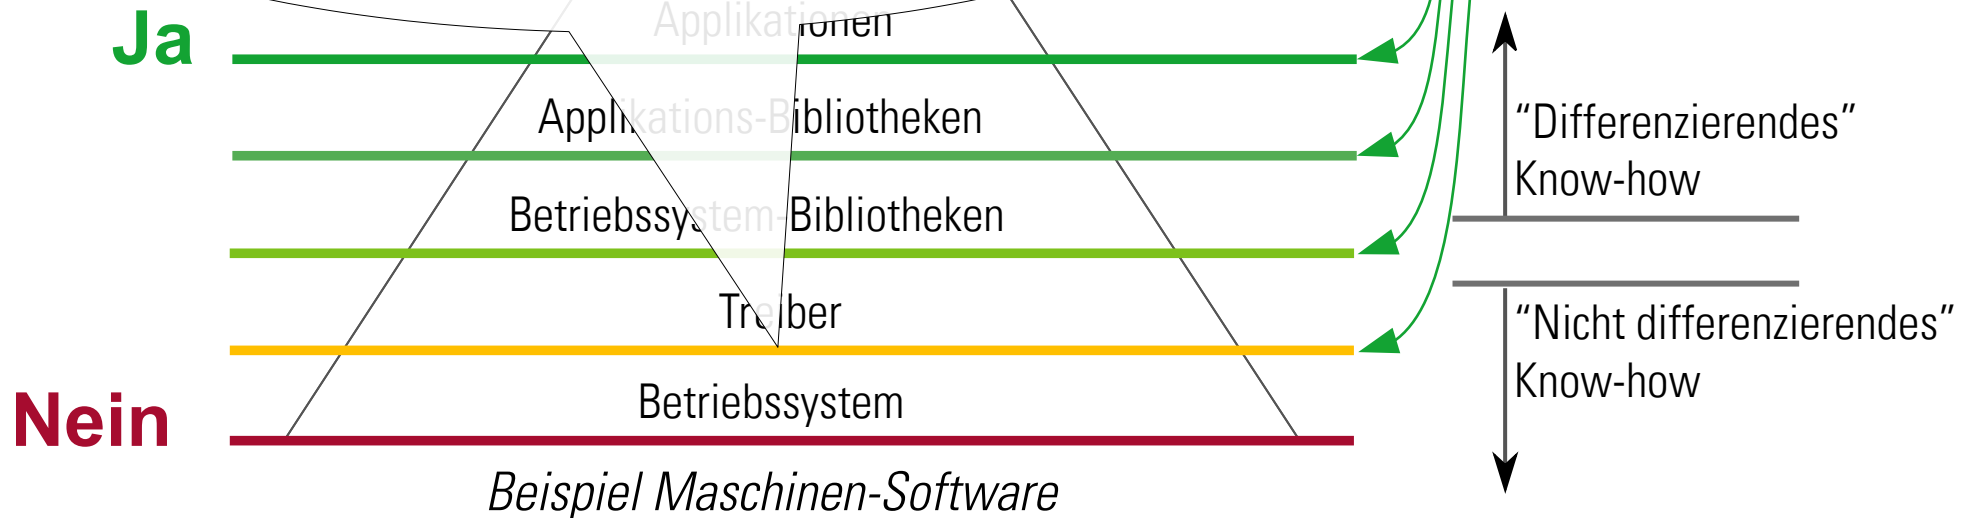 Applikationen
Ja
Applikations-Bibliotheken
“Differenzierendes”
Know-how
Betriebssystem-Bibliotheken
Treiber
“Nicht differenzierendes”
Know-how
Betriebssystem
Nein
Beispiel Maschinen-Software